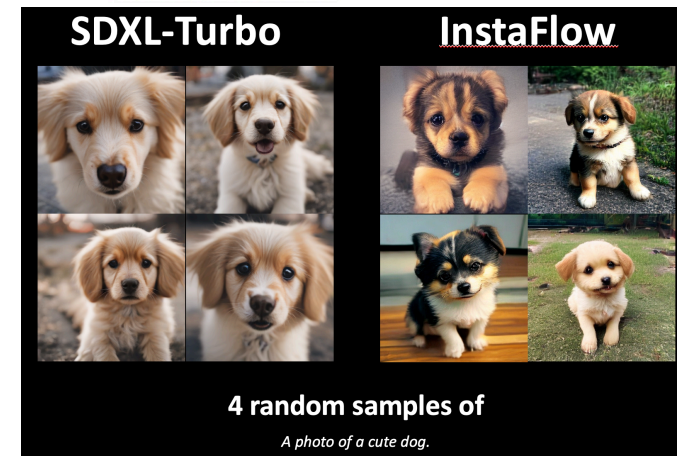 SDXL-Turbo
InstaFlow
4 random samples of
A photo of a cute dog.